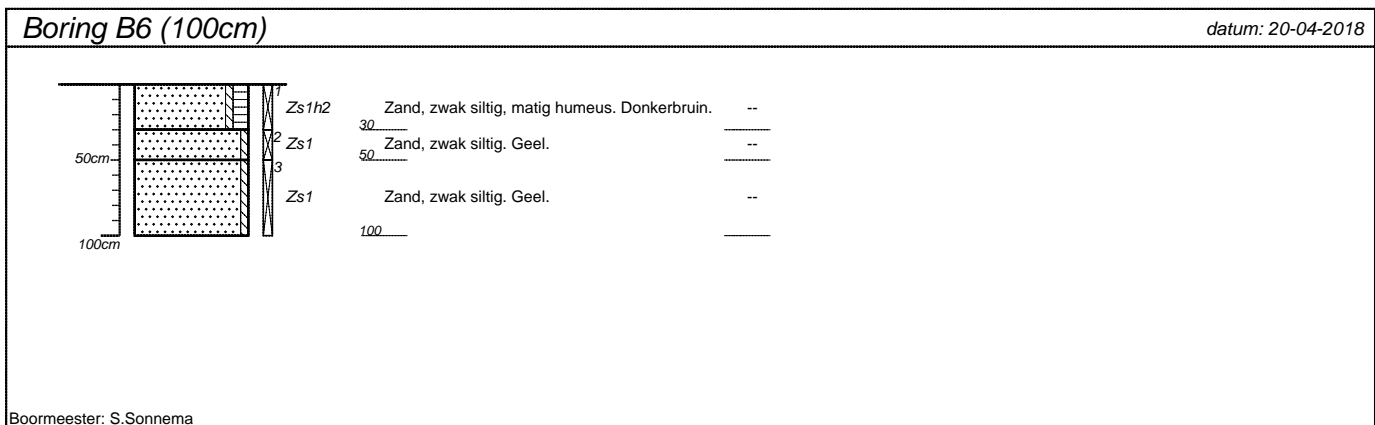 Boring B6 (100cm) datum: 20-04-2018
1
Zs1h2 Zand, zwak siltig, matig humeus. Donkerbruin. --
30
2 Zs1 Zand, zwak siltig. Geel. --
50cm 50
3
Zs1 Zand, zwak siltig. Geel. --
100
100cm
Boormeester: S.Sonnema